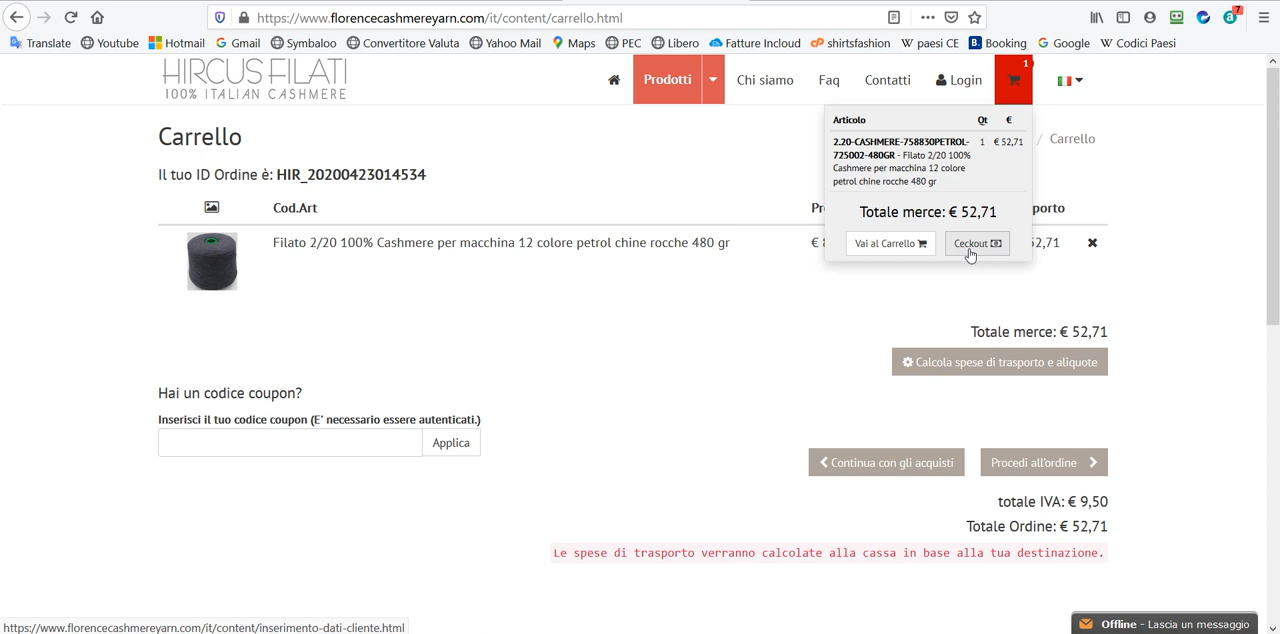 https://www.florencecashmereyarn.com/it/content/carrello.html
7
Translate Youtube Hotmail Gmail Symbaloo Convertitore Valuta Yahoo Mail Maps PEC Libero Fatture Incloud shirtsfashion paesi CE Booking Google Codici Paesi
HIRCUS FILATI
100% ITALIAN CASHMERE
Prodotti Chi siamo Faq Contatti Login 1
Carrello
/ Carrello
Il tuo ID Ordine è: HIR_20200423014534
Articolo Qt €
2.20-CASHMERE-758830PETROL- 1 € 52,71
725002-480GR - Filato 2/20 100%
Cashmere per macchina 12 colore
petrol chine rocche 480 gr
Totale merce: € 52,71
Vai al Carrello Ceckout
Cod.Art
Filato 2/20 100% Cashmere per macchina 12 colore petrol chine rocche 480 gr
Totale merce: € 52,71
Calcola spese di trasporto e aliquote
Hai un codice coupon?
Inserisci il tuo codice coupon (E' necessario essere autenticati.)
Applica
Continua con gli acquisti Procedi all'ordine
totale IVA: € 9,50
Totale Ordine: € 52,71
Le spese di trasporto verranno calcolate alla cassa in base alla tua destinazione.
https://www.florencecashmereyarn.com/it/content/inserimento-dati-cliente.html
Offline - Lascia un messaggio